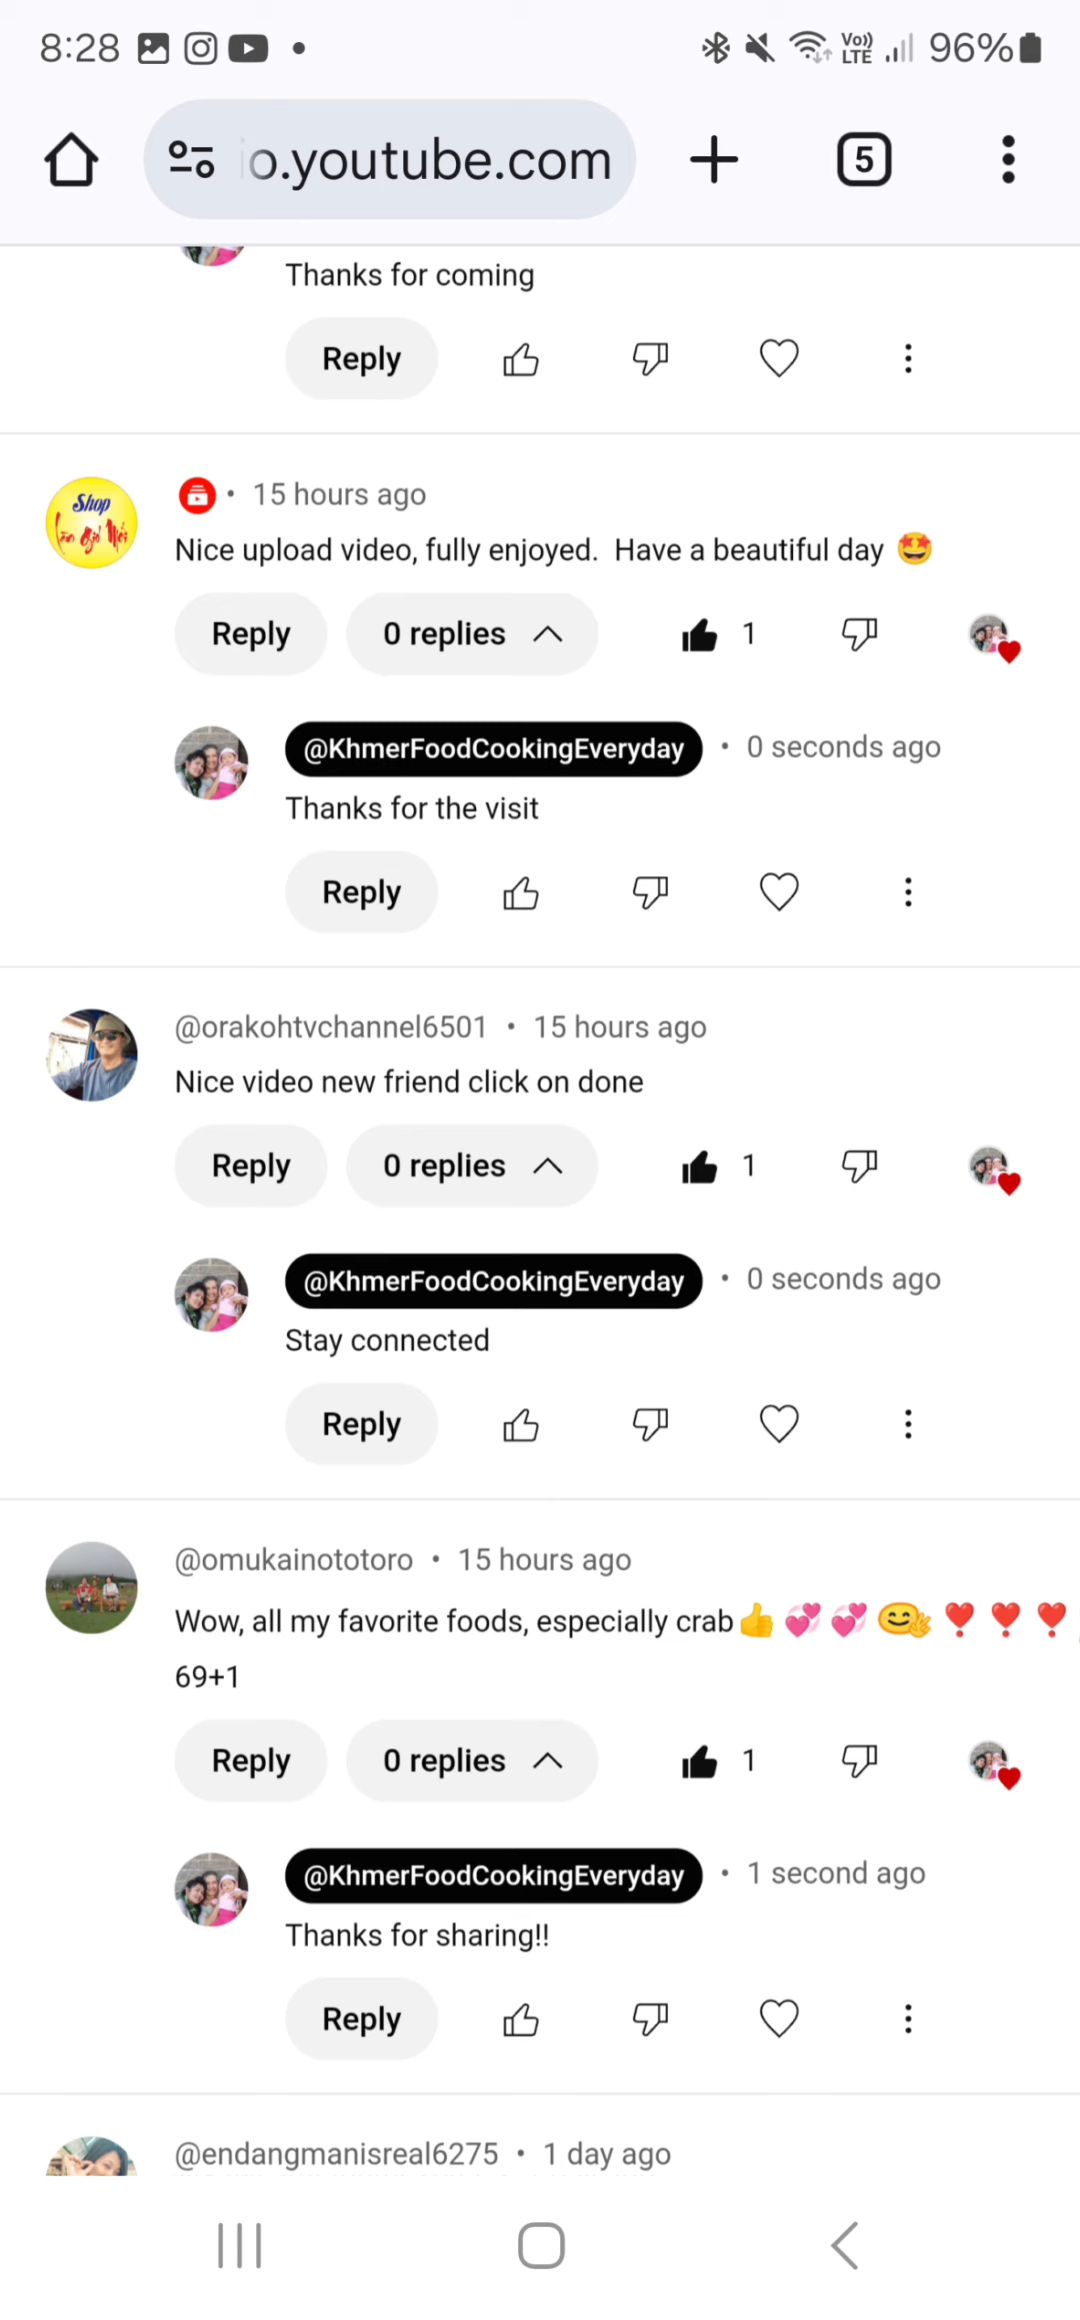 8:28
Vo))
LTE
96%
o.youtube.com
5
Thanks for coming
Reply
Shop
15 hours ago
Nice upload video, fully enjoyed. Have a beautiful day 🤩
Reply
0 replies
1
@KhmerFoodCookingEveryday • 0 seconds ago
Thanks for the visit
Reply
@orakohtvchannel6501 • 15 hours ago
Nice video new friend click on done
Reply
0 replies
1
@KhmerFoodCookingEveryday • 0 seconds ago
Stay connected
Reply
@omukainototoro • 15 hours ago
Wow, all my favorite foods, especially crab👍💞💞😊👋❣️❣️❣️
69+1
Reply
0 replies
1
@KhmerFoodCookingEveryday • 1 second ago
Thanks for sharing!!
Reply
@endangmanisreal6275 • 1 day ago